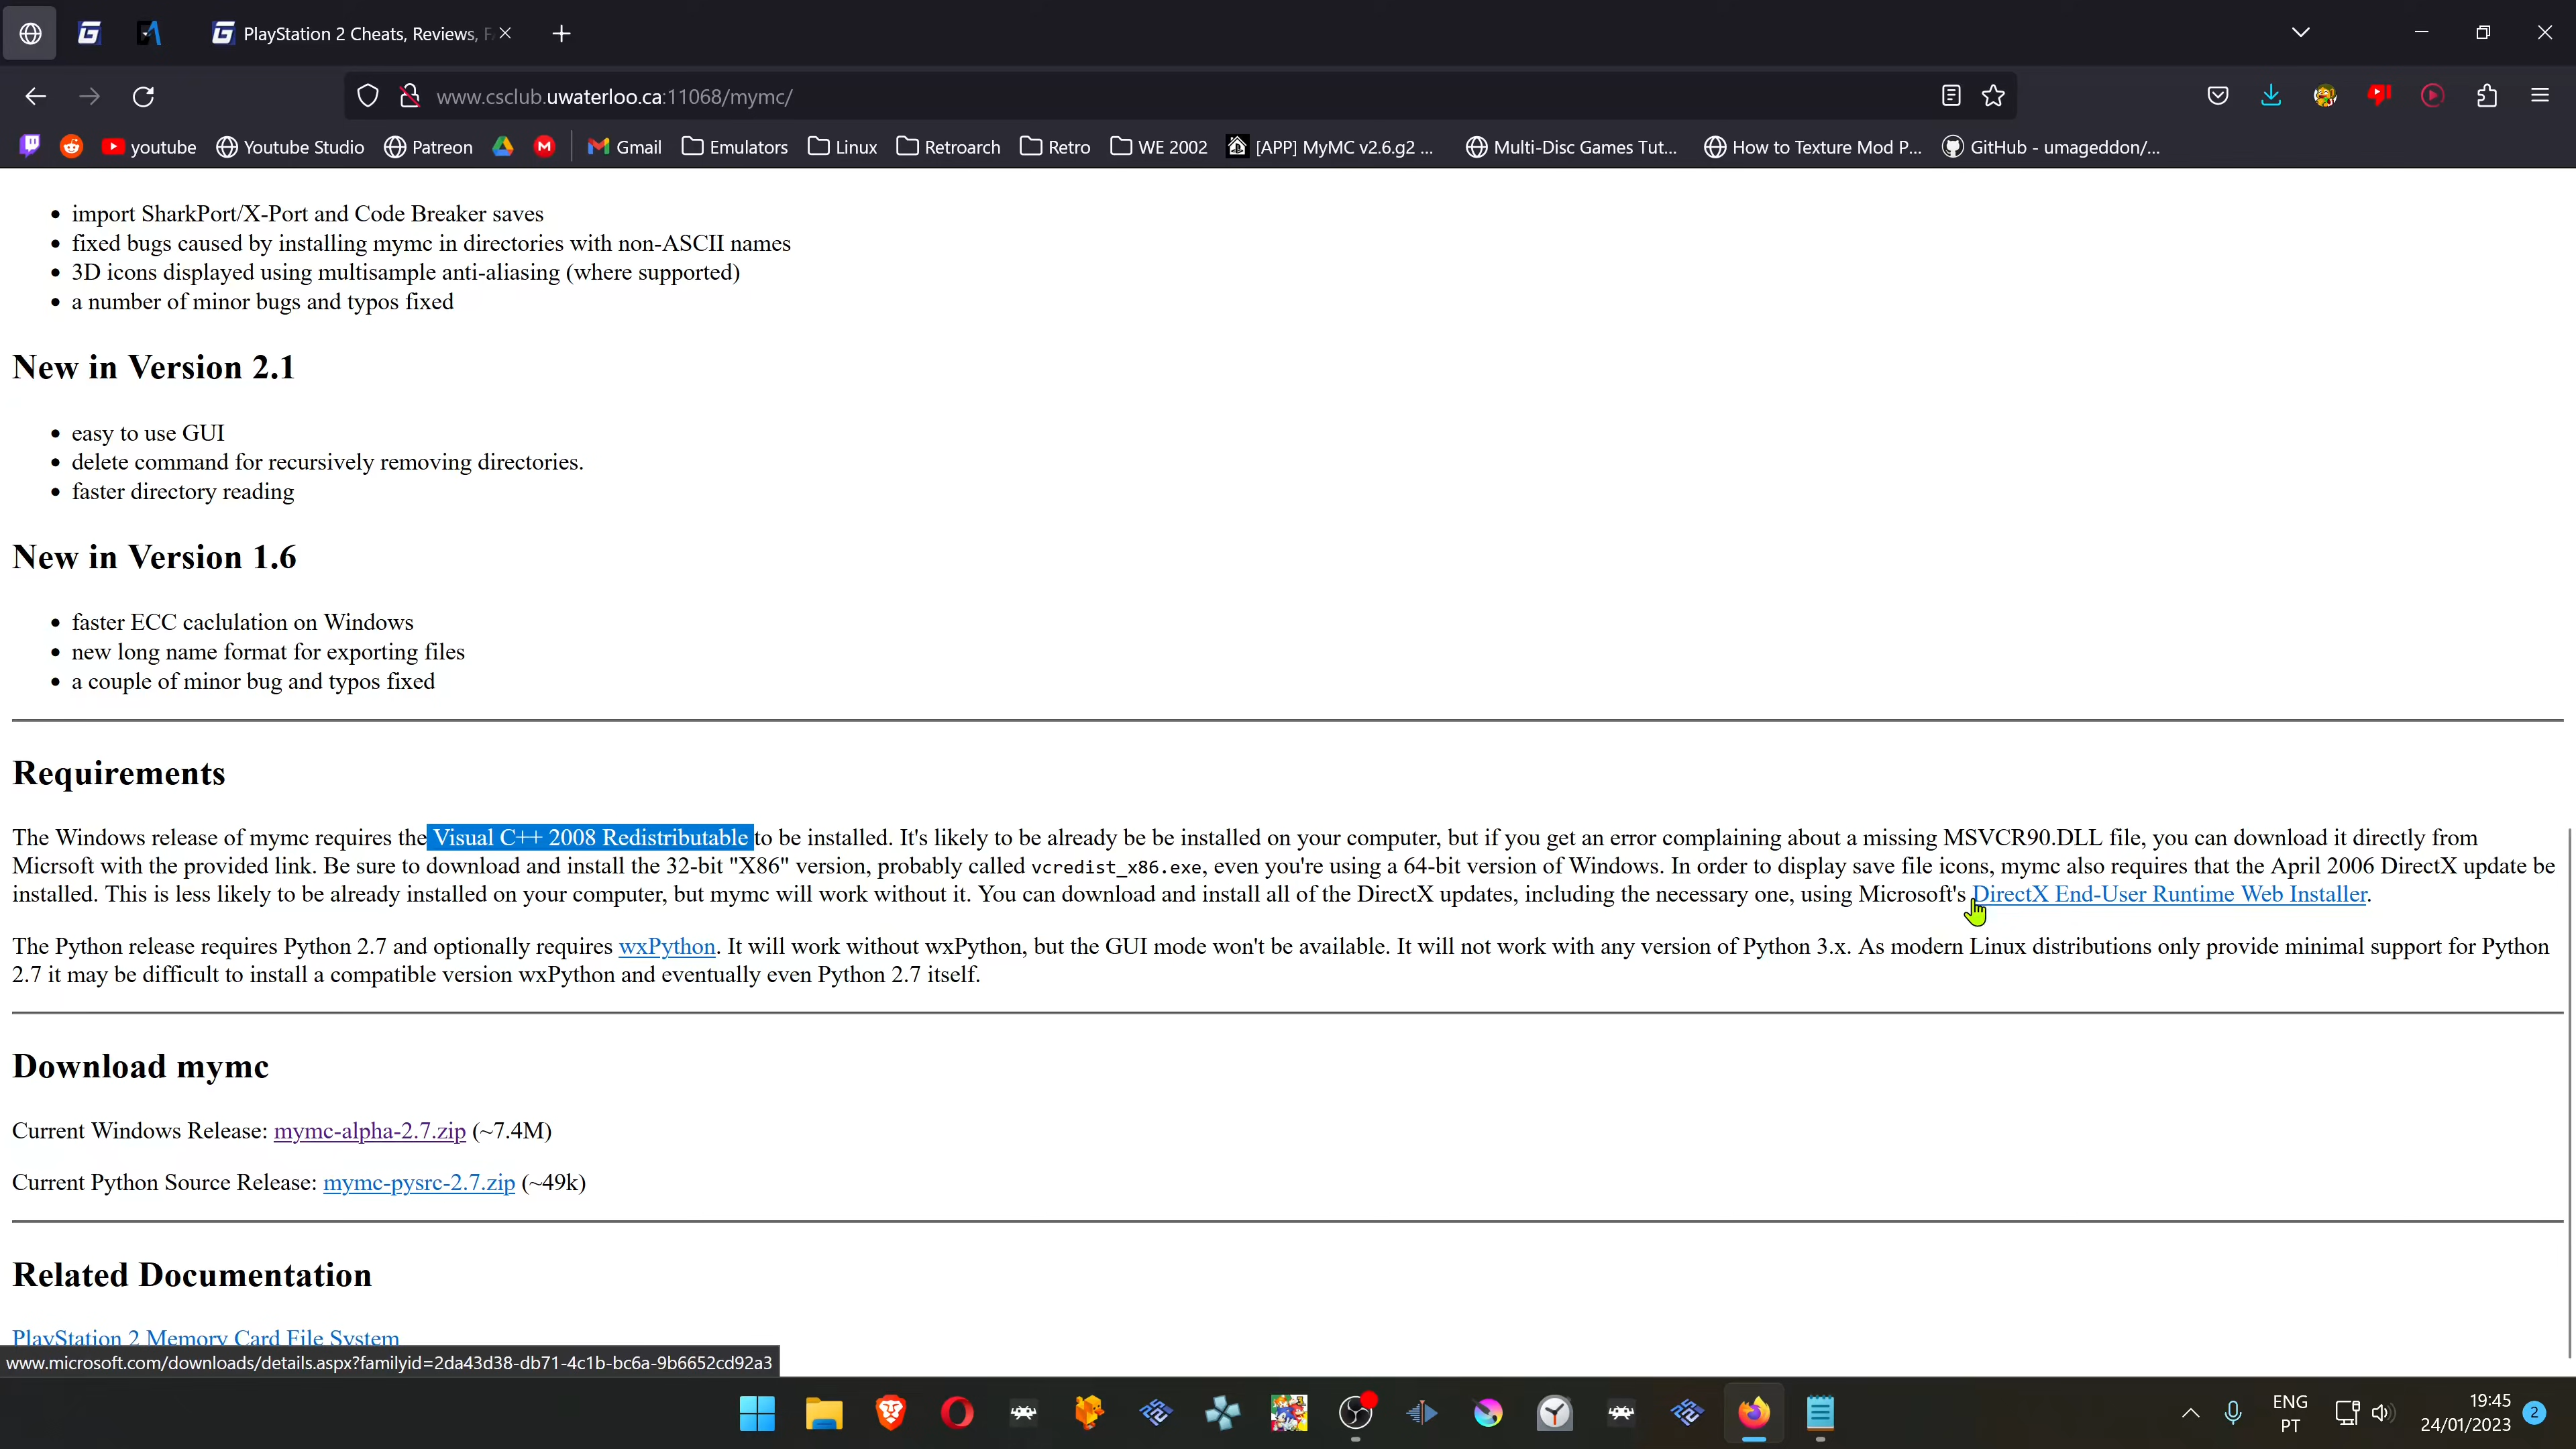 PlayStation 2 Cheats, Reviews, F
www.csclub.uwaterloo.ca:11068/mymc/
youtube
Youtube Studio
Patreon
Gmail
Emulators
Linux
Retroarch
Retro
WE 2002
[APP] MyMC v2.6.g2 ...
Multi-Disc Games Tut...
How to Texture Mod P...
GitHub - umageddon/...
• import SharkPort/X-Port and Code Breaker saves
• fixed bugs caused by installing mymc in directories with non-ASCII names
• 3D icons displayed using multisample anti-aliasing (where supported)
• a number of minor bugs and typos fixed
New in Version 2.1
• easy to use GUI
• delete command for recursively removing directories.
• faster directory reading
New in Version 1.6
• faster ECC caclulation on Windows
• new long name format for exporting files
• a couple of minor bug and typos fixed
Requirements
The Windows release of mymc requires the Visual C++ 2008 Redistributable to be installed. It's likely to be already be be installed on your computer, but if you get an error complaining about a missing MSVCR90.DLL file, you can download it directly from
Micrsoft with the provided link. Be sure to download and install the 32-bit "X86" version, probably called vcredist_x86.exe, even you're using a 64-bit version of Windows. In order to display save file icons, mymc also requires that the April 2006 DirectX update be
installed. This is less likely to be already installed on your computer, but mymc will work without it. You can download and install all of the DirectX updates, including the necessary one, using Microsoft's DirectX End-User Runtime Web Installer.
The Python release requires Python 2.7 and optionally requires wxPython. It will work without wxPython, but the GUI mode won't be available. It will not work with any version of Python 3.x. As modern Linux distributions only provide minimal support for Python
2.7 it may be difficult to install a compatible version wxPython and eventually even Python 2.7 itself.
Download mymc
Current Windows Release: mymc-alpha-2.7.zip (~7.4M)
Current Python Source Release: mymc-pysrc-2.7.zip (~49k)
Related Documentation
PlayStation 2 Memory Card File System
www.microsoft.com/downloads/details.aspx?familyid=2da43d38-db71-4c1b-bc6a-9b6652cd92a3
ENG
PT
19:45
24/01/2023
2